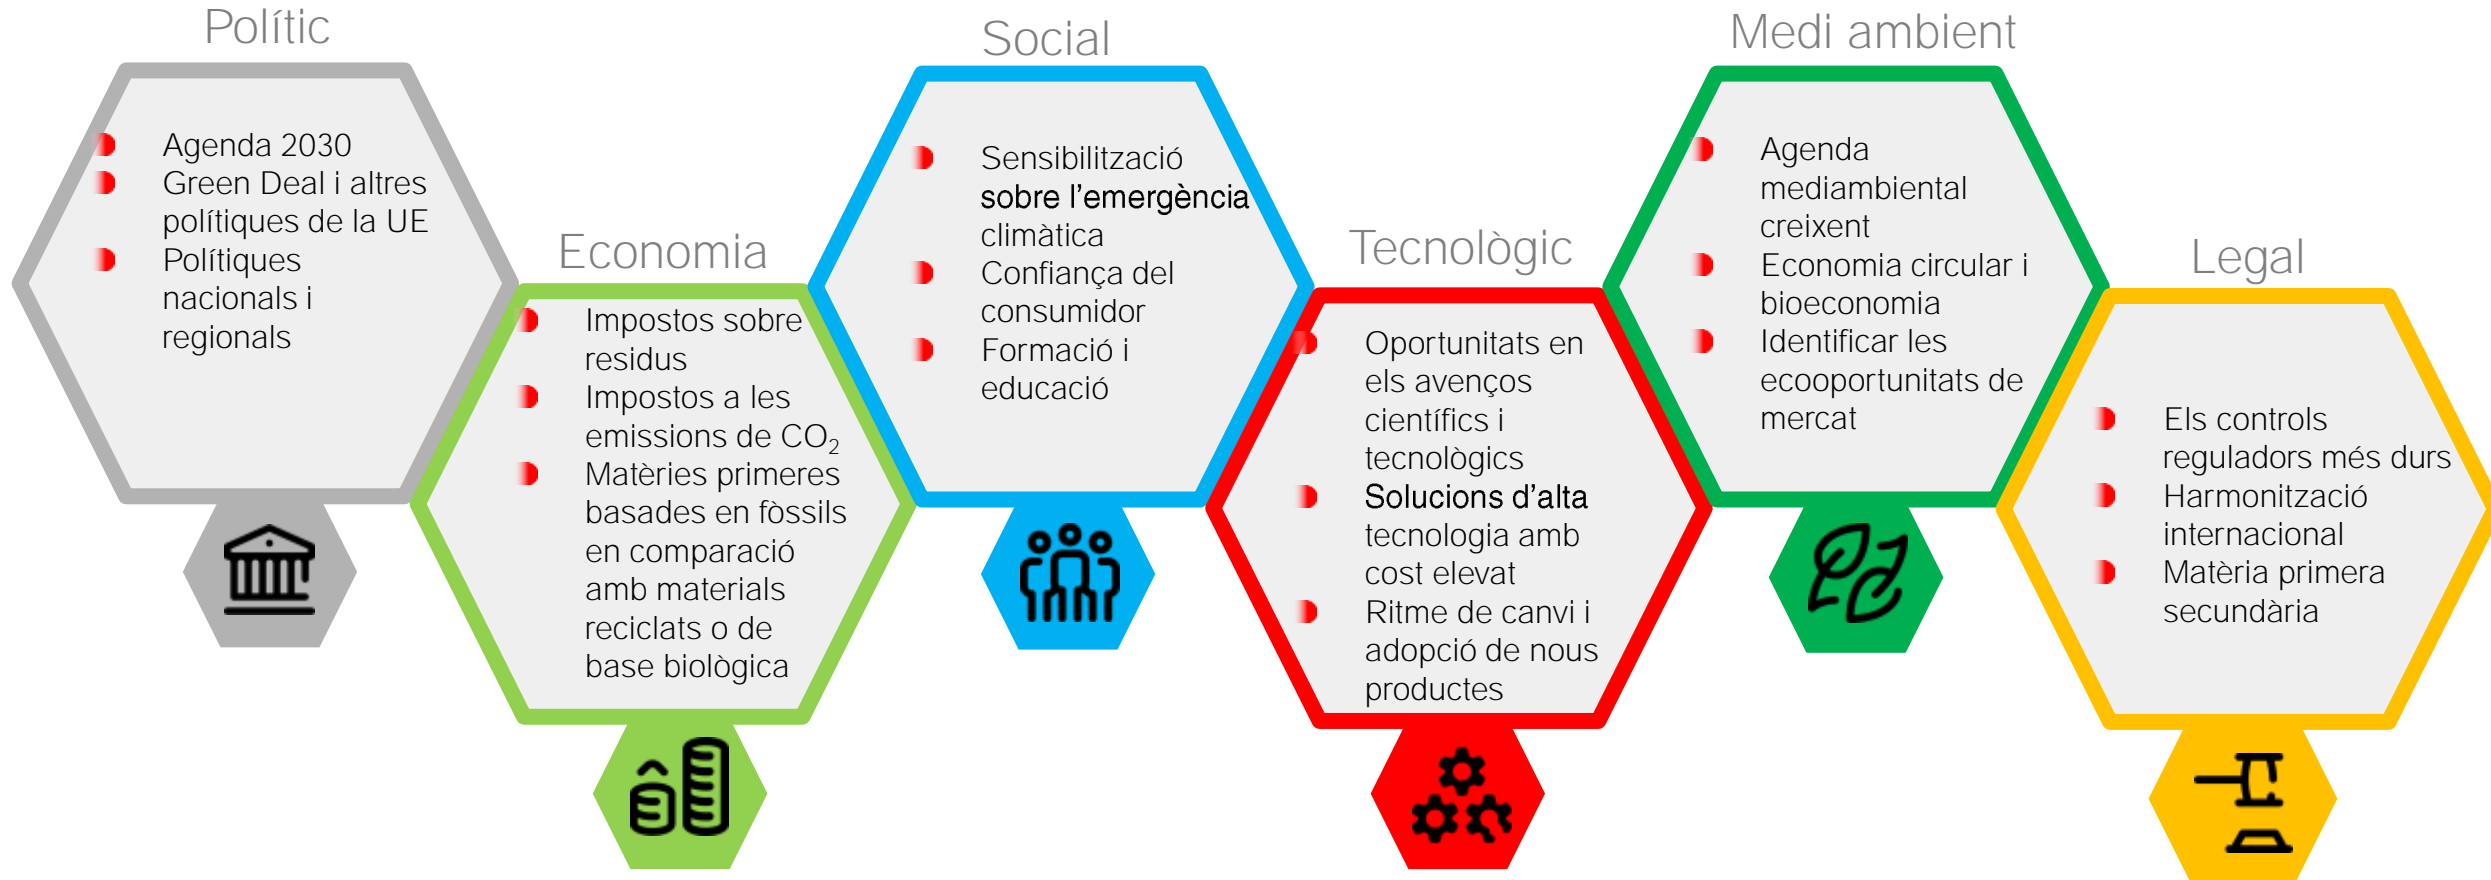 Polític
Agenda 2030
Green Deal i altres
polítiques de la UE
Polítiques
nacionals i
regionals
Economia
Impostos sobre
residus
Impostos a les
emissions de CO₂
Matèries primeres
basades en fòssils
en comparació
amb materials
reciclats o de
base biològica
Social
Sensibilització
sobre l'emergència
climàtica
Confiança del
consumidor
Formació i
educació
Tecnològic
Oportunitats en
els avenços
científics i
tecnològics
Solucions d'alta
tecnologia amb
cost elevat
Ritme de canvi i
adopció de nous
productes
Medi ambient
Agenda
mediambiental
creixent
Economia circular i
bioeconomia
Identificar les
ecooportunitats de
mercat
Legal
Els controls
reguladors més durs
Harmonització
internacional
Matèria primera
secundària